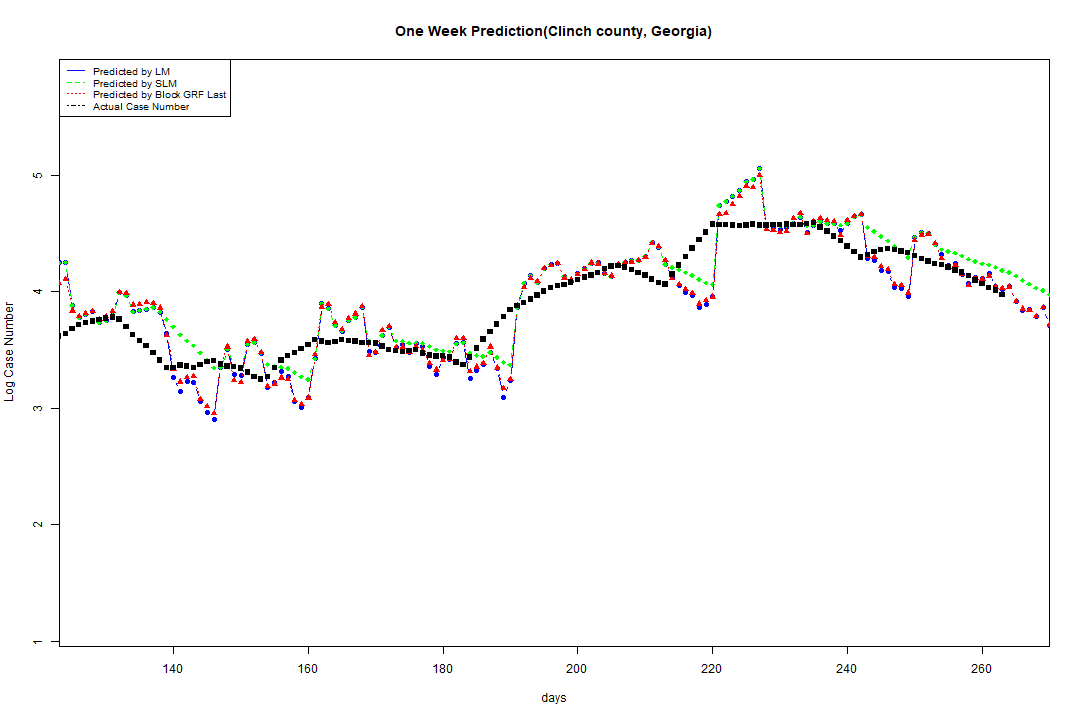 One Week Prediction(Clinch county, Georgia)
Predicted by LM
Predicted by SLM
Predicted by Block GRF Last
Actual Case Number
5
4
3
2
1
Log Case Number
140 160 180 200 220 240 260
days